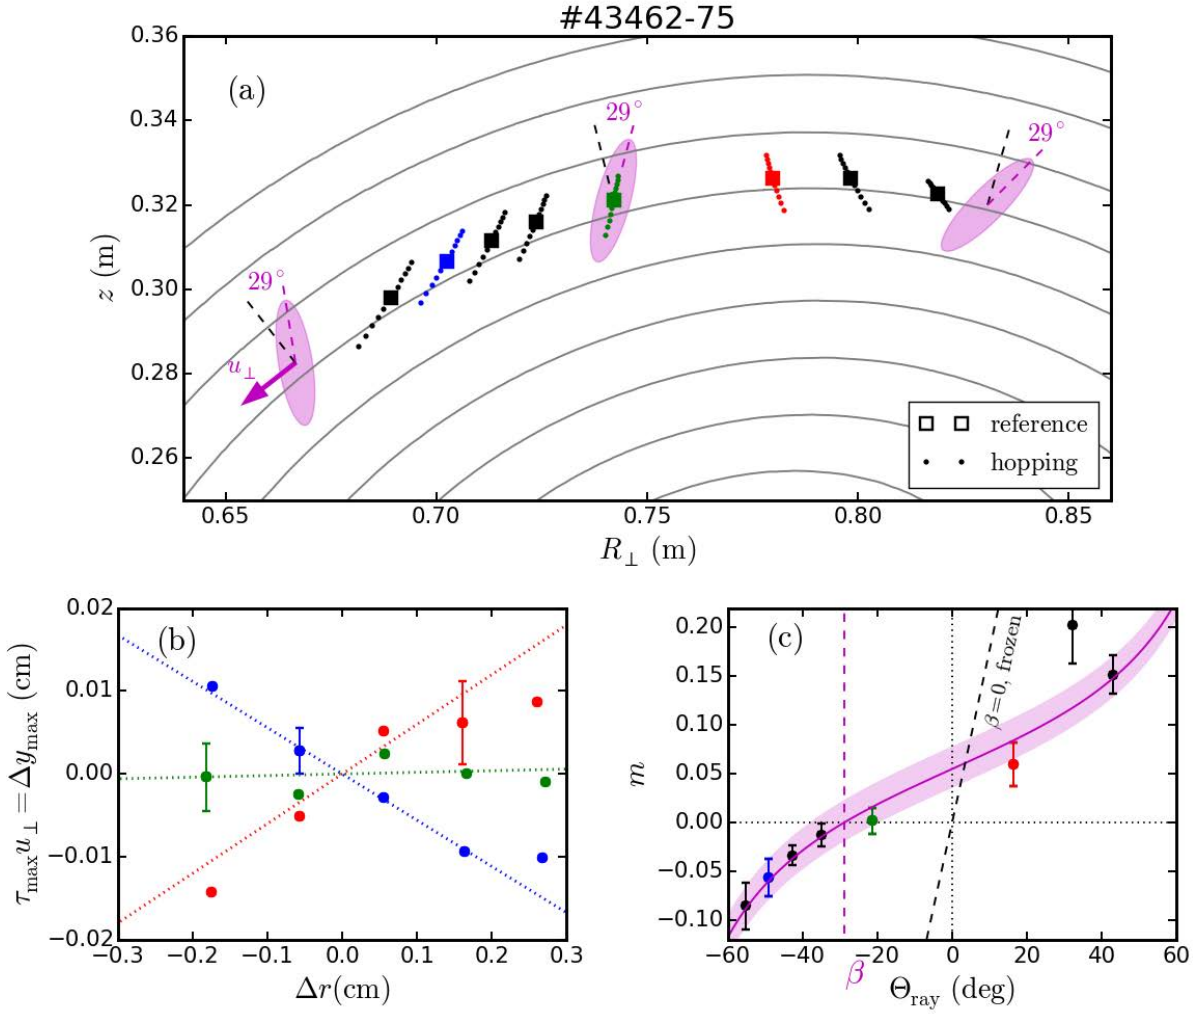 #43462-75
(a)
0.36
0.34
0.32
0.30
0.28
0.26
z (m)
29°
29°
29°
u⊥
reference
hopping
0.65 0.70 0.75 0.80 0.85
R⊥ (m)
(b)
0.02
0.01
0.00
−0.01
−0.02
τmax u⊥ = Δymax (cm)
−0.3 −0.2 −0.1 0.0 0.1 0.2 0.3
Δr(cm)
(c)
β=0, frozen
0.20
0.15
0.10
0.05
0.00
−0.05
−0.10
m
−60 −40 −20 0 20 40 60
β
Θray (deg)